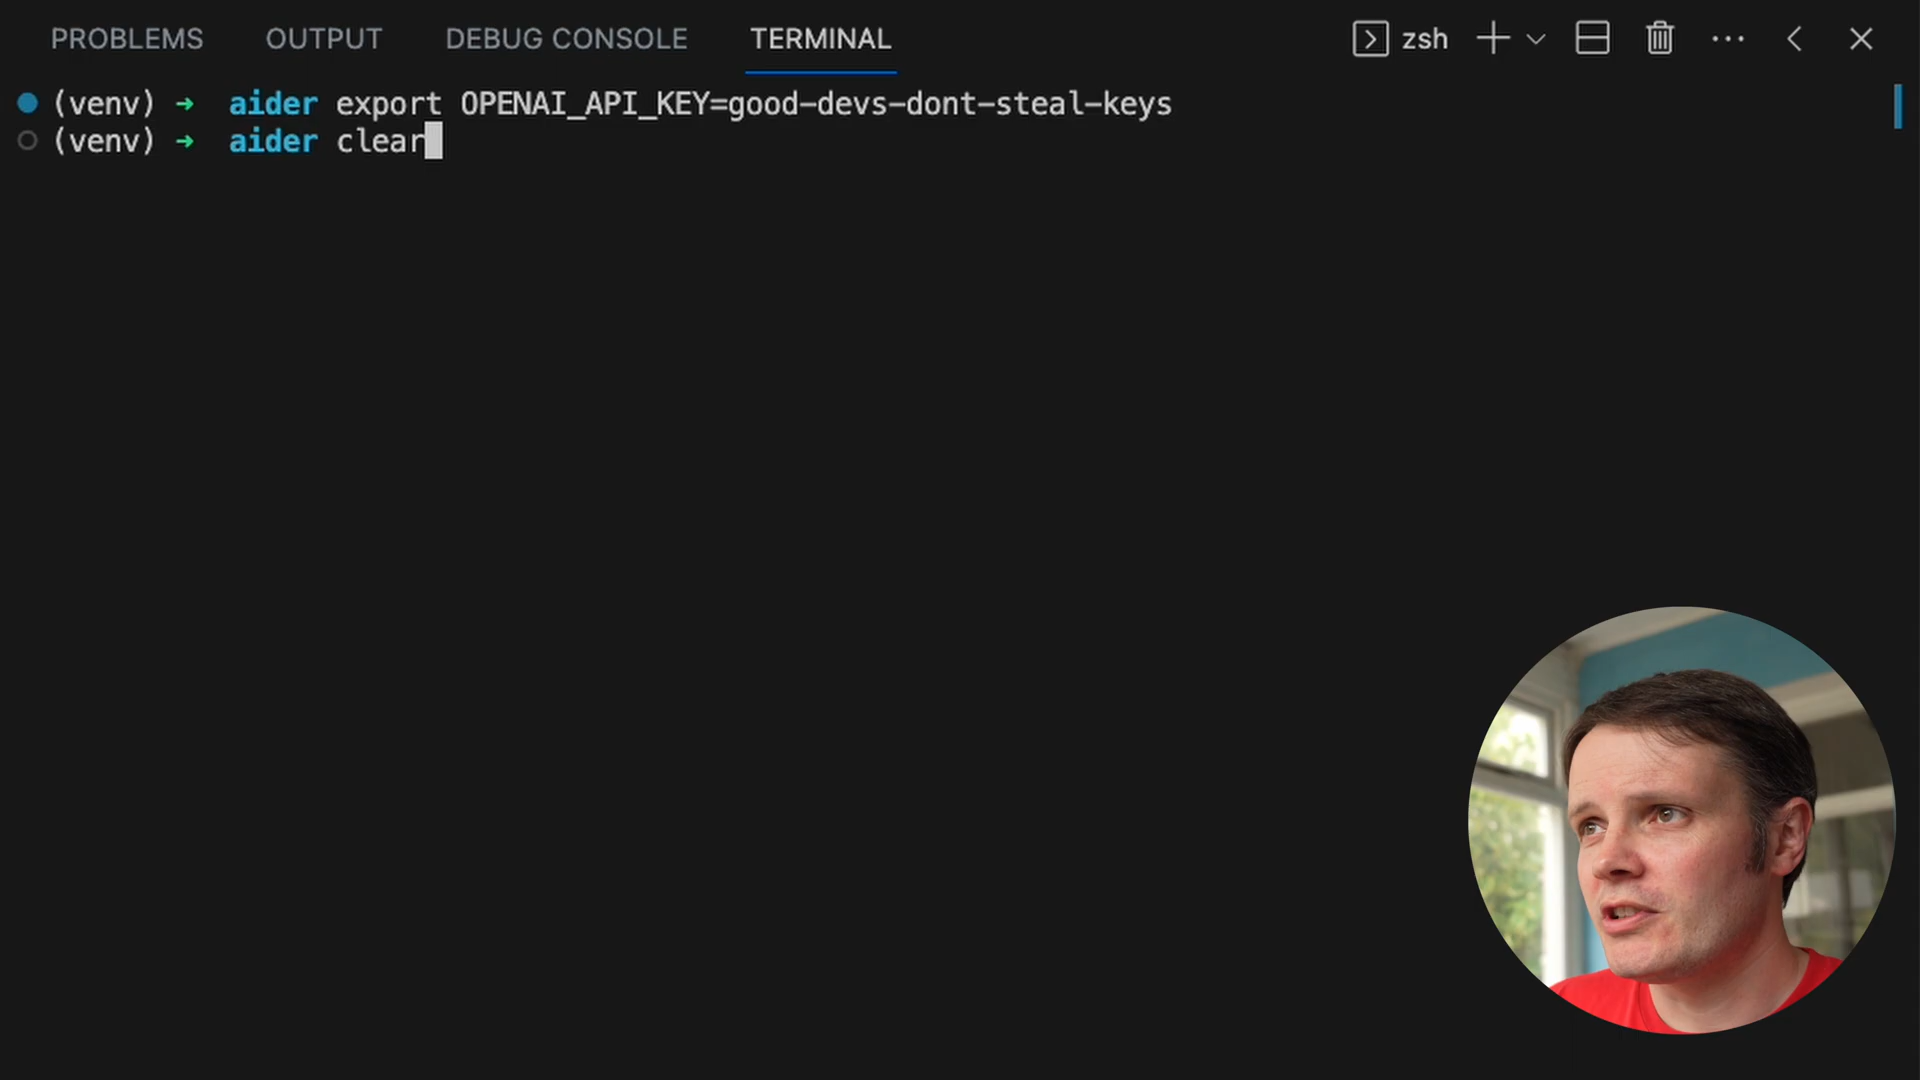 PROBLEMS OUTPUT DEBUG CONSOLE TERMINAL zsh
(venv) → aider export OPENAI_API_KEY=good-devs-dont-steal-keys
(venv) → aider clear